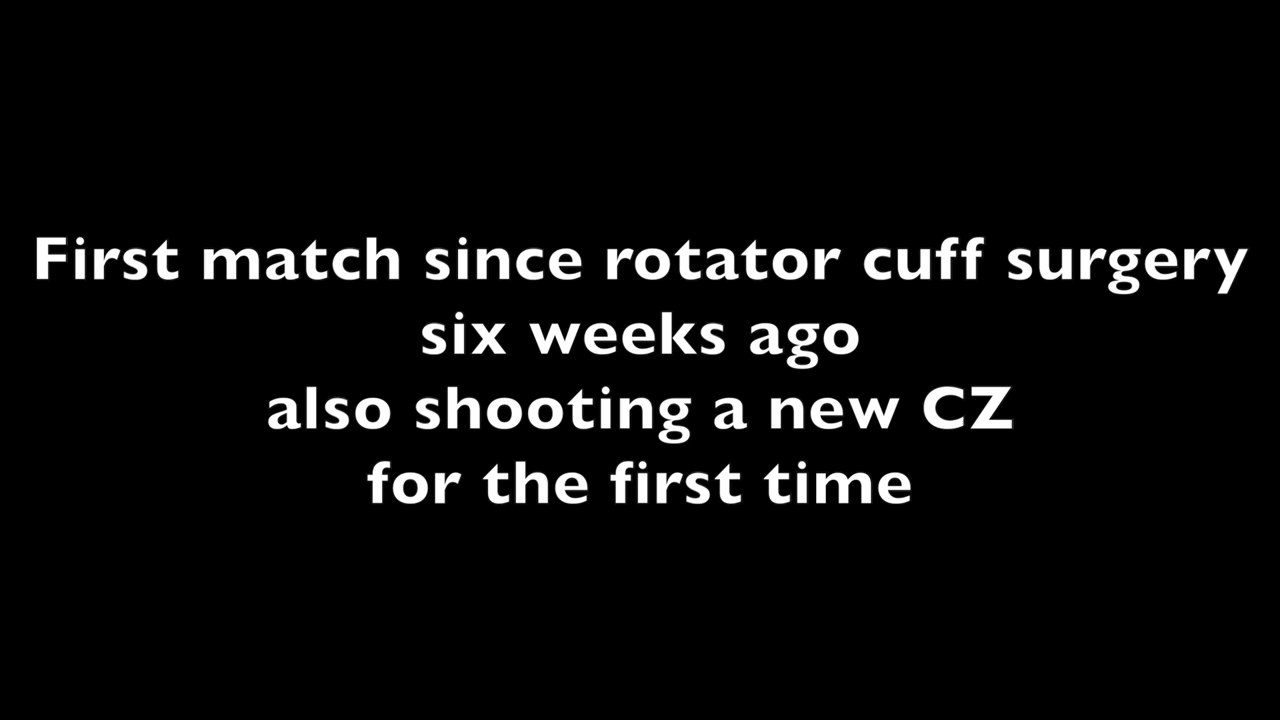 First match since rotator cuff surgery
six weeks ago
also shooting a new CZ
for the first time